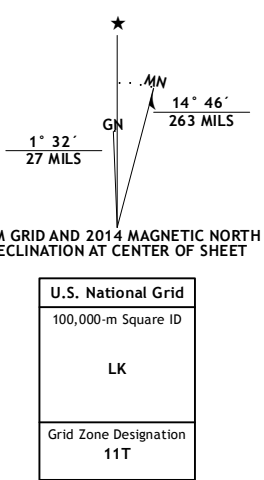 ★
MN
GN
14° 46´
263 MILS
1° 32´
27 MILS
M GRID AND 2014 MAGNETIC NORTH
ECLINATION AT CENTER OF SHEET
U.S. National Grid
100,000-m Square ID
LK
Grid Zone Designation
11T